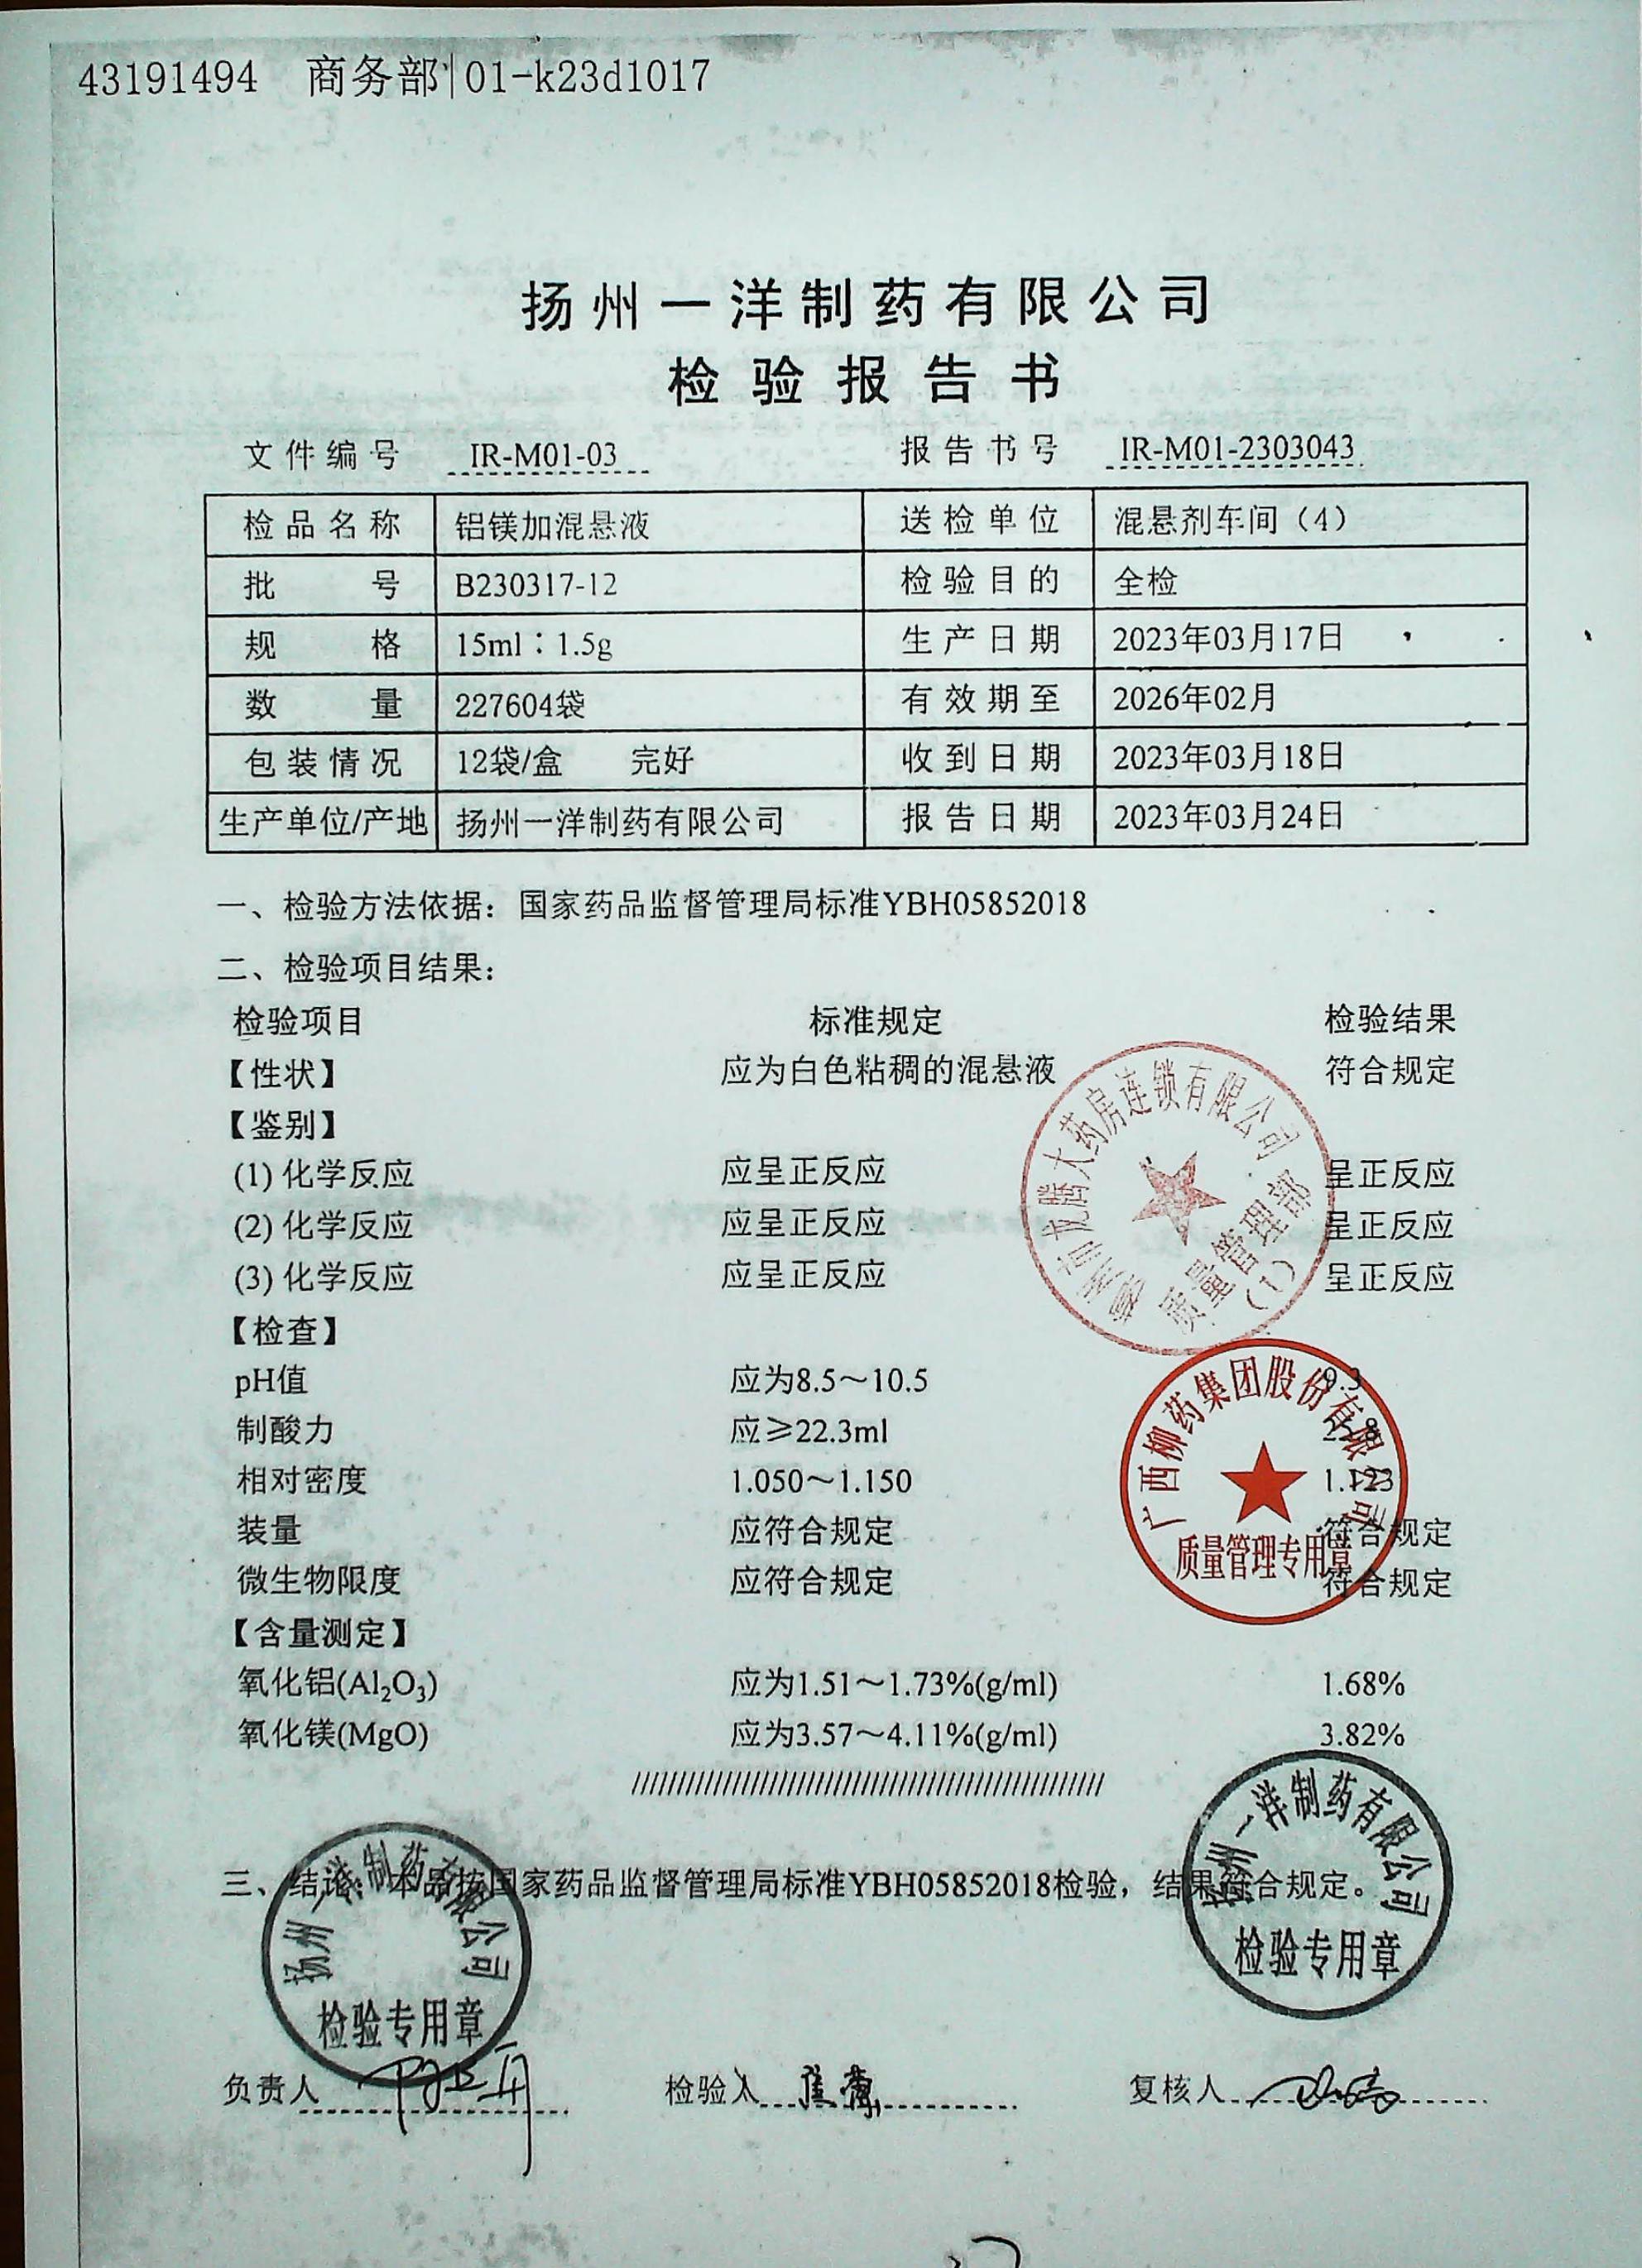 43191494 商务部|01-k23d1017
扬州一洋制药有限公司
检验报告书
文件编号 IR-M01-03 报告书号 IR-M01-2303043
检品名称 铝镁加混悬液 送检单位 混悬剂车间（4）
批号 B230317-12 检验目的 全检
规格 15ml：1.5g 生产日期 2023年03月17日
数量 227604袋 有效期至 2026年02月
包装情况 12袋/盒 完好 收到日期 2023年03月18日
生产单位/产地 扬州一洋制药有限公司 报告日期 2023年03月24日
一、检验方法依据：国家药品监督管理局标准YBH05852018
二、检验项目结果：
检验项目 标准规定 检验结果
【性状】 应为白色粘稠的混悬液 符合规定
【鉴别】
(1) 化学反应 应呈正反应 呈正反应
(2) 化学反应 应呈正反应 呈正反应
(3) 化学反应 应呈正反应 呈正反应
市龙腾大药房连锁有限公司
质量管理部
(1)
【检查】
pH值 应为8.5～10.5 9.3
制酸力 应≥22.3ml
相对密度 1.050～1.150 1.123
装量 应符合规定 符合规定
微生物限度 应符合规定 符合规定
广西柳药集团股份有限公司
质量管理专用章
【含量测定】
氧化铝(Al₂O₃) 应为1.51～1.73%(g/ml) 1.68%
氧化镁(MgO) 应为3.57～4.11%(g/ml) 3.82%
三、结论：本品按国家药品监督管理局标准YBH05852018检验，结果符合规定。
扬州一洋制药有限公司
检验专用章
扬州一洋制药有限公司
检验专用章
负责人 检验人 复核人